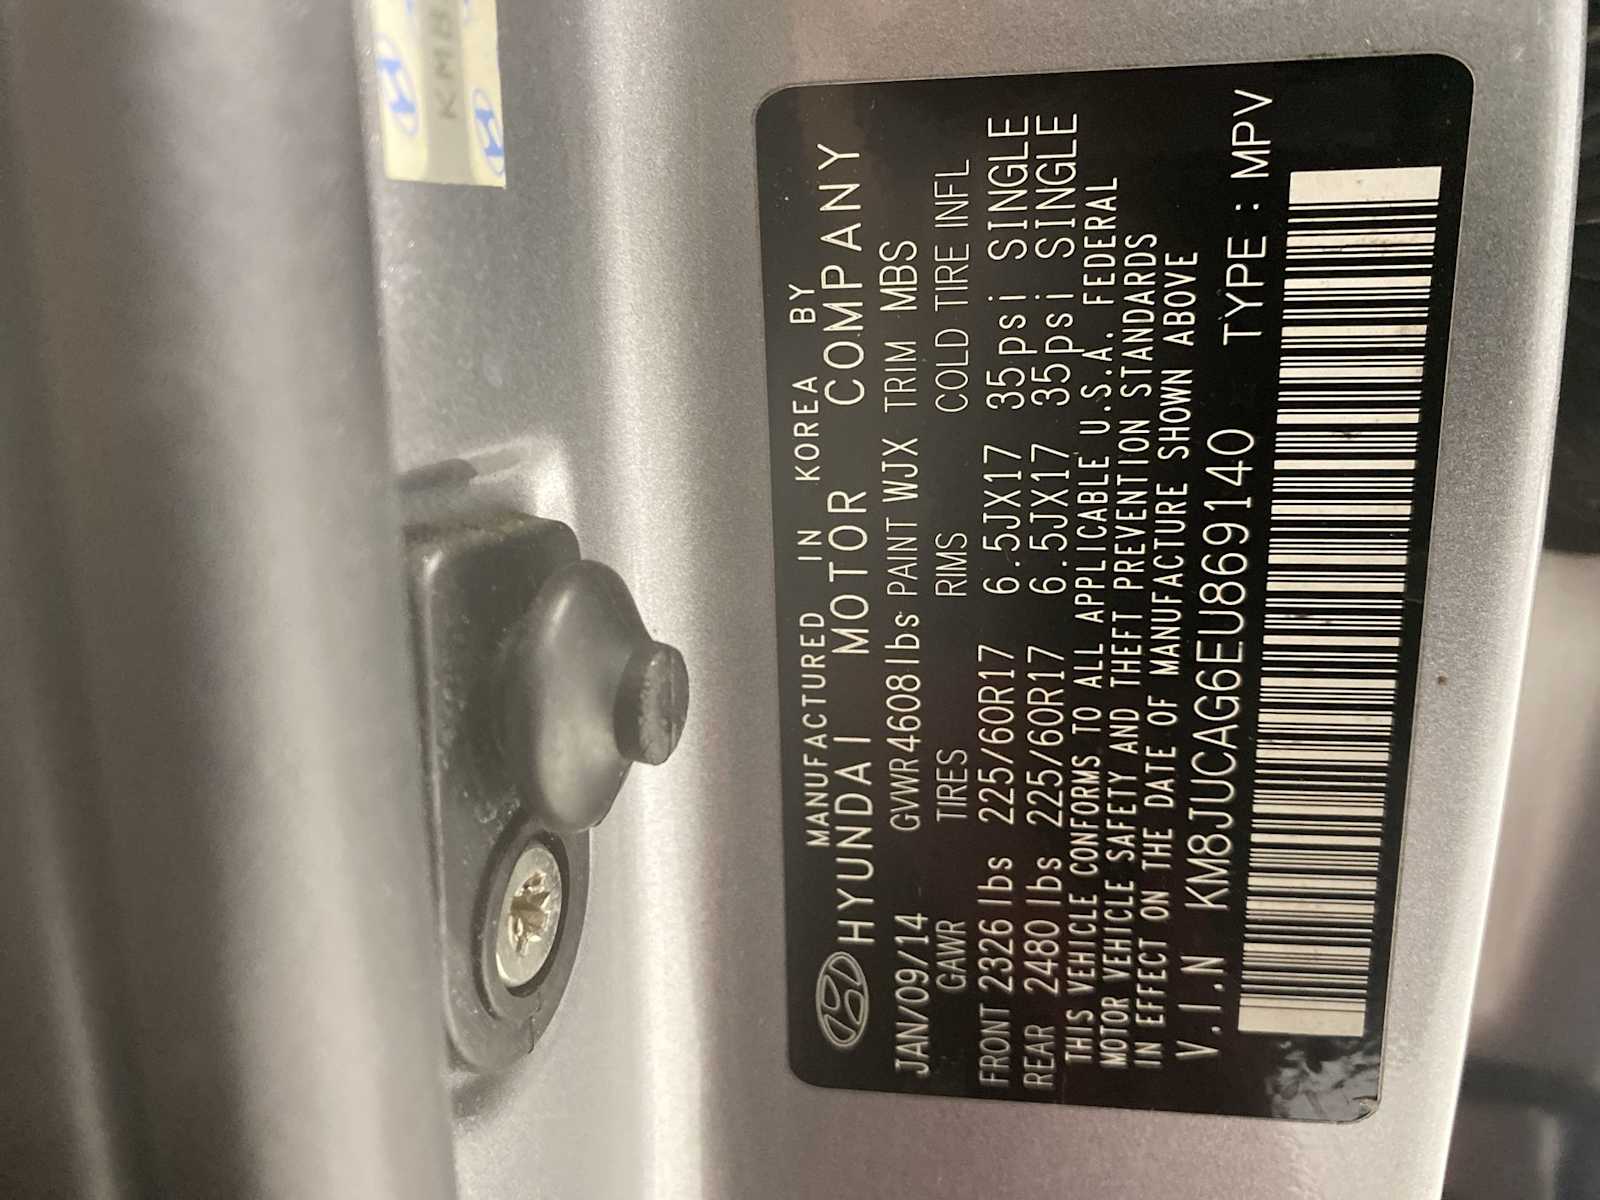 KMB
MANUFACTURED IN KOREA BY
HYUNDAI MOTOR COMPANY
JAN/09/14 GVWR4608lbs PAINT WJX TRIM MBS
GAWR TIRES RIMS COLD TIRE INFL
FRONT 2326 lbs 225/60R17 6.5JX17 35psi SINGLE
REAR 2480 lbs 225/60R17 6.5JX17 35psi SINGLE
THIS VEHICLE CONFORMS TO ALL APPLICABLE U.S.A. FEDERAL
MOTOR VEHICLE SAFETY AND THEFT PREVENTION STANDARDS
IN EFFECT ON THE DATE OF MANUFACTURE SHOWN ABOVE
V.I.N KM8JUCAG6EU869140 TYPE : MPV